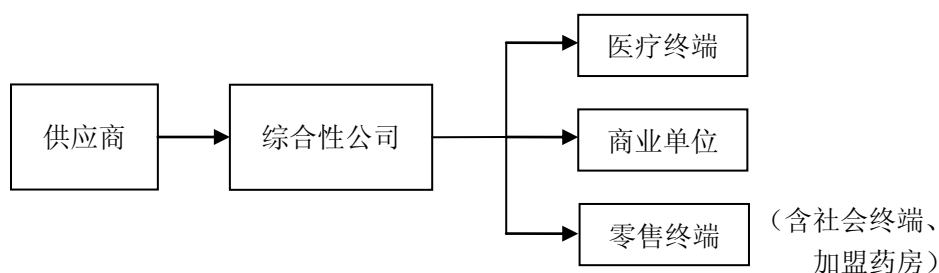 医疗终端
供应商
综合性公司
商业单位
零售终端
（含社会终端、
加盟药房）